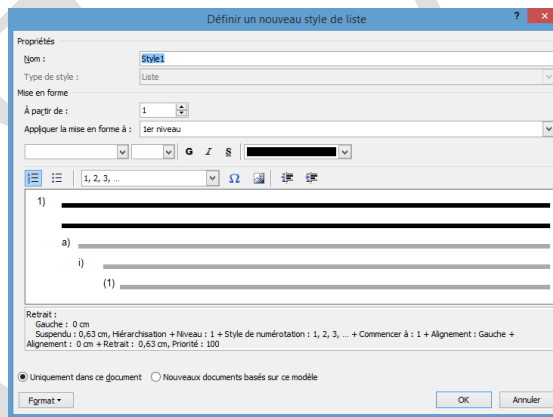 Définir un nouveau style de liste ?
Propriétés
Nom : Style1
Type de style : Liste
Mise en forme
À partir de : 1
Appliquer la mise en forme à : 1er niveau
G I S
1, 2, 3, ... Ω
1)
a)
i)
(1)
Retrait :
Gauche : 0 cm
Suspendu : 0,63 cm, Hiérarchisation + Niveau : 1 + Style de numérotation : 1, 2, 3, ... + Commencer à : 1 + Alignement : Gauche +
Alignement : 0 cm + Retrait : 0,63 cm, Priorité : 100
Uniquement dans ce document Nouveaux documents basés sur ce modèle
Format OK Annuler